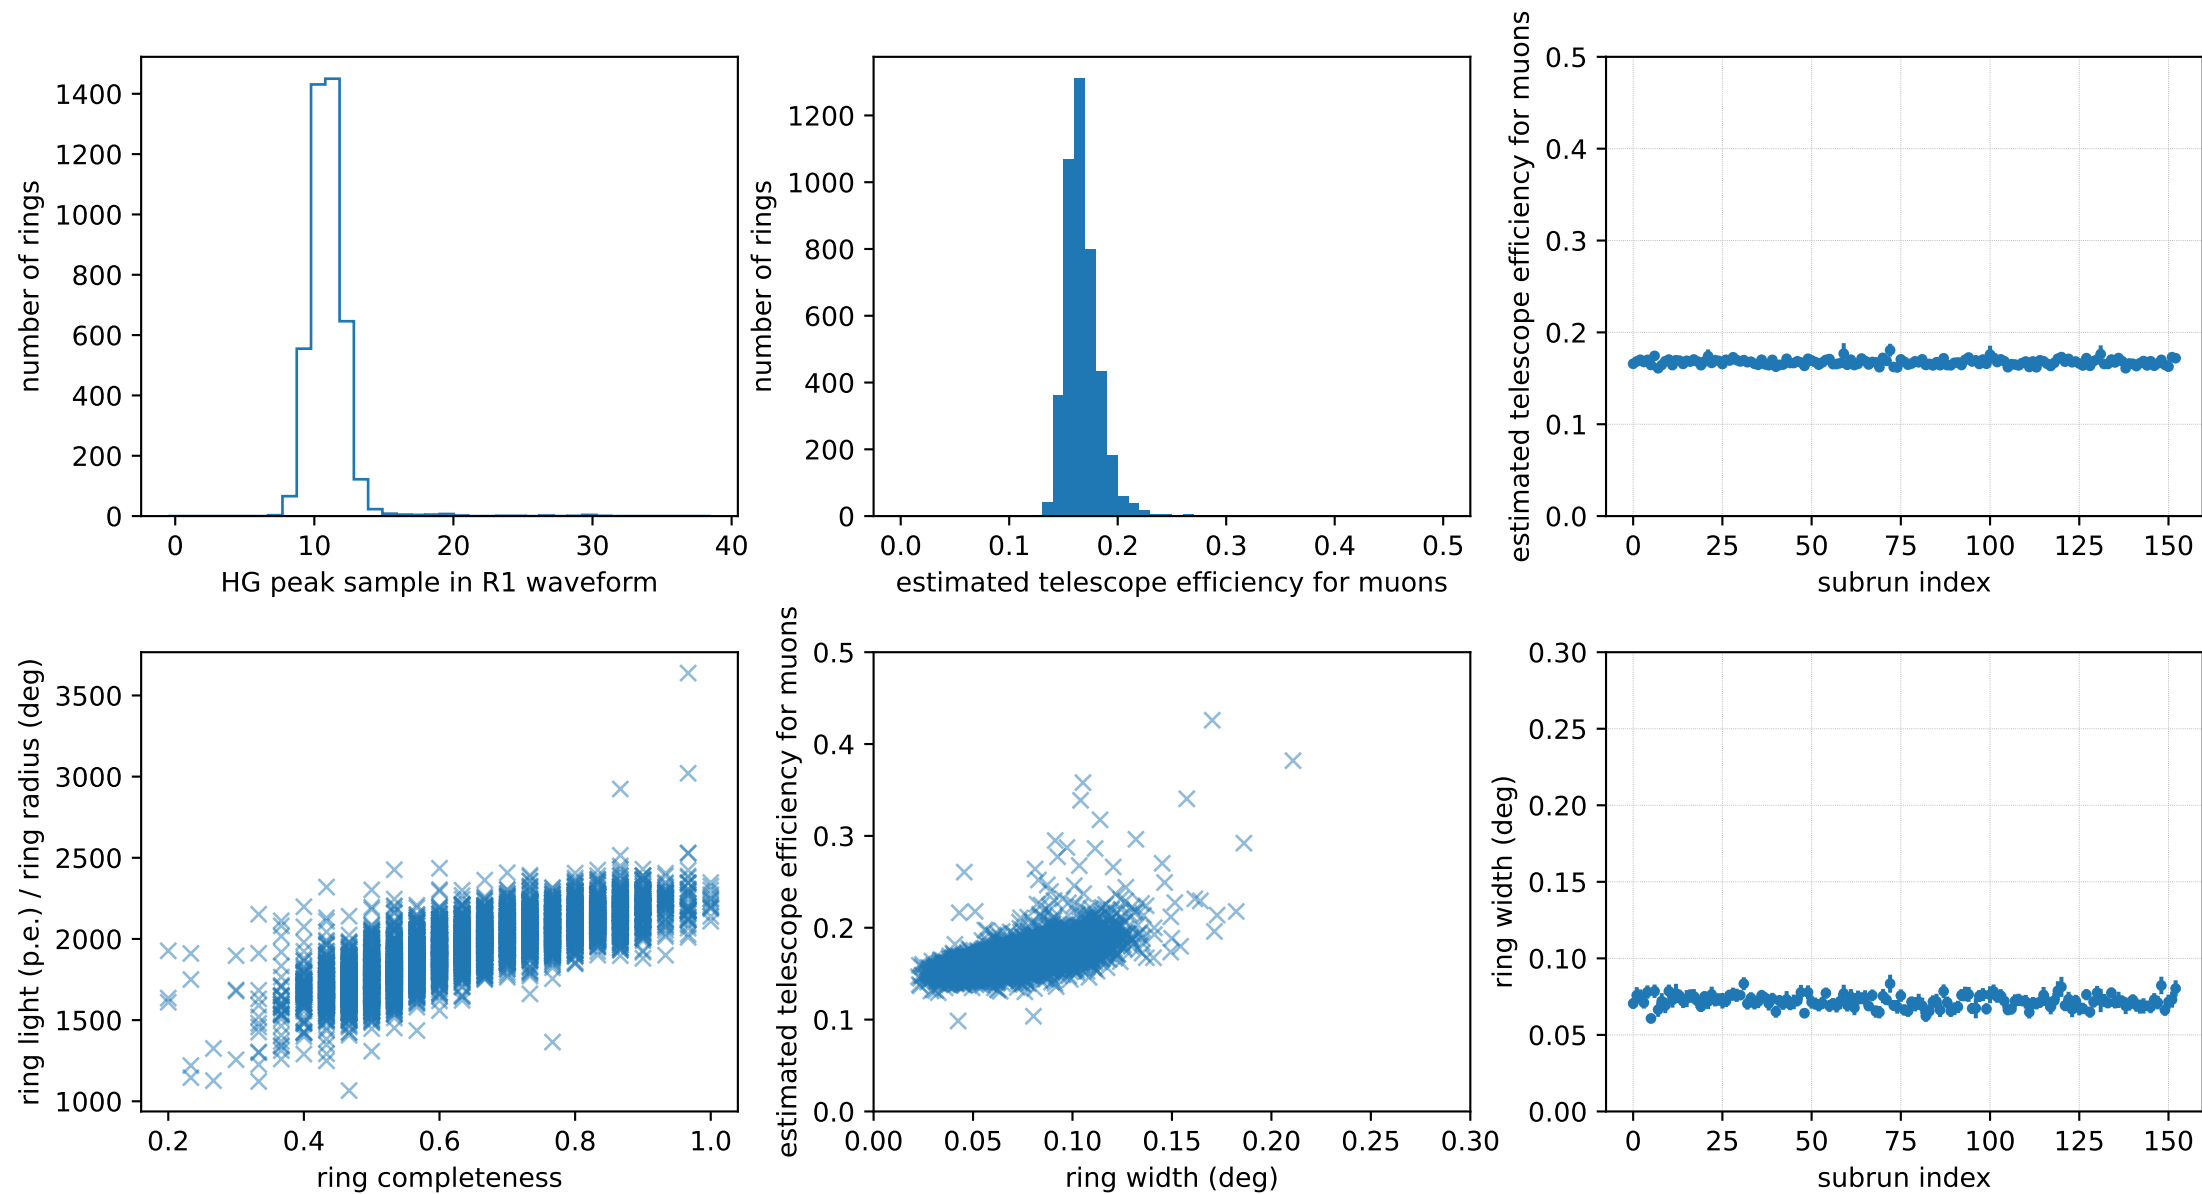 number of rings
1400
1200
1000
800
600
400
200
0
0 10 20 30 40
HG peak sample in R1 waveform
number of rings
1200
1000
800
600
400
200
0
0.0 0.1 0.2 0.3 0.4 0.5
estimated telescope efficiency for muons
estimated telescope efficiency for muons
0.5
0.4
0.3
0.2
0.1
0.0
0 25 50 75 100 125 150
subrun index
ring light (p.e.) / ring radius (deg)
3500
3000
2500
2000
1500
1000
0.2 0.4 0.6 0.8 1.0
ring completeness
estimated telescope efficiency for muons
0.5
0.4
0.3
0.2
0.1
0.0
0.00 0.05 0.10 0.15 0.20 0.25 0.30
ring width (deg)
ring width (deg)
0.30
0.25
0.20
0.15
0.10
0.05
0.00
0 25 50 75 100 125 150
subrun index